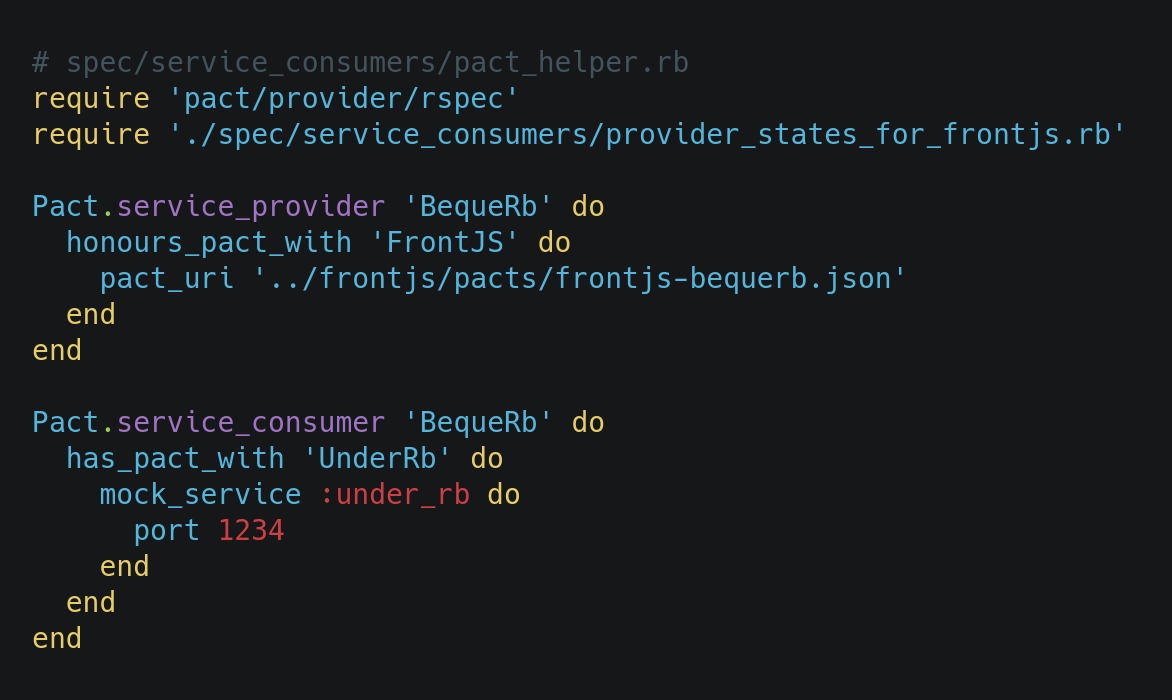 # spec/service_consumers/pact_helper.rb
require 'pact/provider/rspec'
require './spec/service_consumers/provider_states_for_frontjs.rb'

Pact.service_provider 'BequeRb' do
  honours_pact_with 'FrontJS' do
    pact_uri '../frontjs/pacts/frontjs-bequerb.json'
  end
end

Pact.service_consumer 'BequeRb' do
  has_pact_with 'UnderRb' do
    mock_service :under_rb do
      port 1234
    end
  end
end